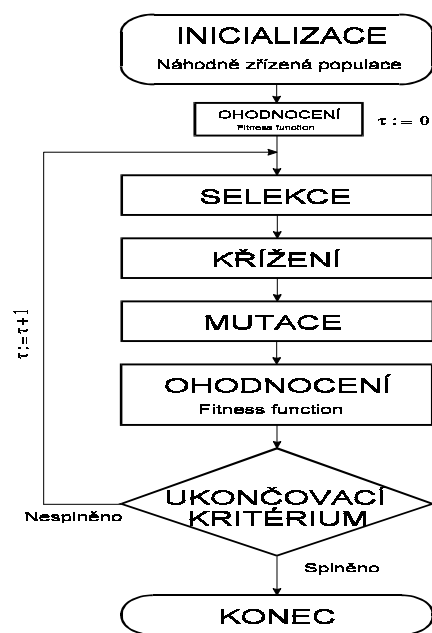 INICIALIZACE
Náhodně zřízená populace
OHODNOCENÍ
Fitness function
τ := 0
SELEKCE
KŘÍŽENÍ
MUTACE
τ:=τ+1
OHODNOCENÍ
Fitness function
UKONČOVACÍ
KRITÉRIUM
Nesplněno
Splněno
KONEC